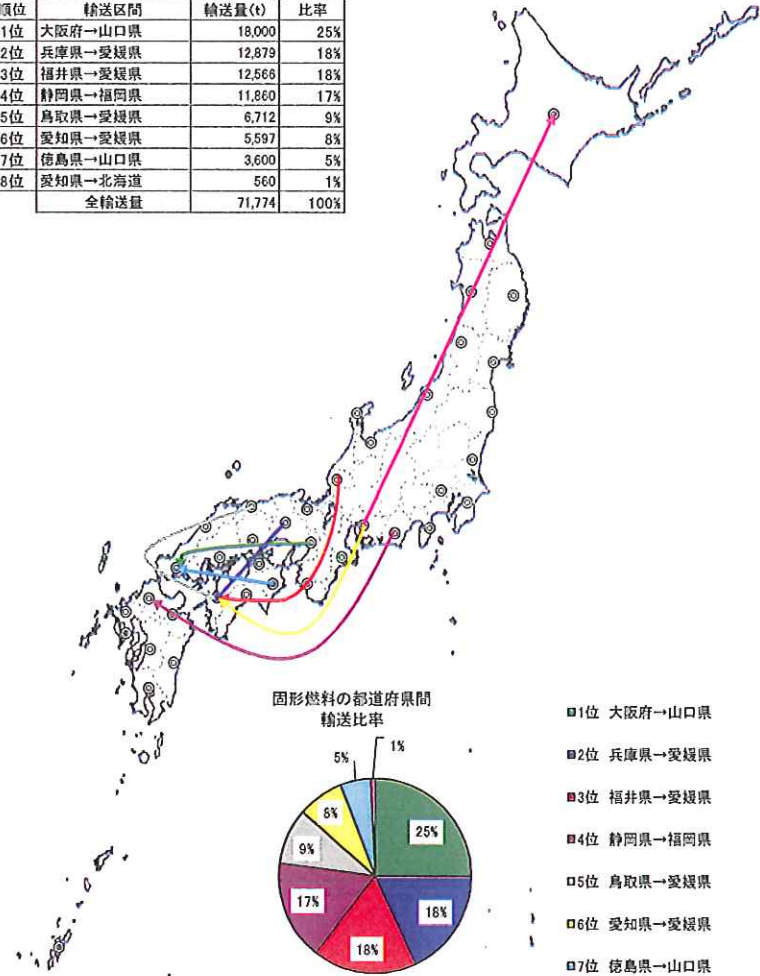 順位 輸送区間 輸送量(t) 比率
1位 大阪府→山口県 18,000 25%
2位 兵庫県→愛媛県 12,879 18%
3位 福井県→愛媛県 12,566 18%
4位 静岡県→福岡県 11,860 17%
5位 鳥取県→愛媛県 6,712 9%
6位 愛知県→愛媛県 5,597 8%
7位 徳島県→山口県 3,600 5%
8位 愛知県→北海道 560 1%
全輸送量 71,774 100%
固形燃料の都道府県間
輸送比率
5%
1%
8%
25%
9%
17%
18%
18%
1位 大阪府→山口県
2位 兵庫県→愛媛県
3位 福井県→愛媛県
4位 静岡県→福岡県
5位 鳥取県→愛媛県
6位 愛知県→愛媛県
7位 徳島県→山口県